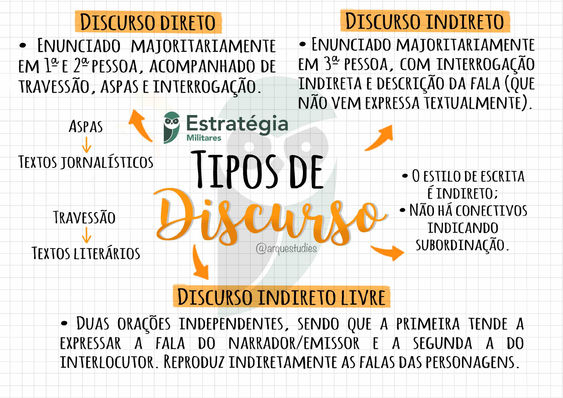 DISCURSO DIRETO
• ENUNCIADO MAJORITARIAMENTE
EM 1ª E 2ª PESSOA, ACOMPANHADO DE
TRAVESSÃO, ASPAS E INTERROGAÇÃO.
DISCURSO INDIRETO
• ENUNCIADO MAJORITARIAMENTE
EM 3ª PESSOA, COM INTERROGAÇÃO
INDIRETA E DESCRIÇÃO DA FALA (QUE
NÃO VEM EXPRESSA TEXTUALMENTE).
ASPAS
TEXTOS JORNALÍSTICOS
TRAVESSÃO
TEXTOS LITERÁRIOS
Estratégia
Militares
TIPOS DE
Discurso
@arquestudies
• O ESTILO DE ESCRITA
É INDIRETO;
• NÃO HÁ CONECTIVOS
INDICANDO
SUBORDINAÇÃO.
DISCURSO INDIRETO LIVRE
• DUAS ORAÇÕES INDEPENDENTES, SENDO QUE A PRIMEIRA TENDE A
EXPRESSAR A FALA DO NARRADOR/EMISSOR E A SEGUNDA A DO
INTERLOCUTOR. REPRODUZ INDIRETAMENTE AS FALAS DAS PERSONAGENS.